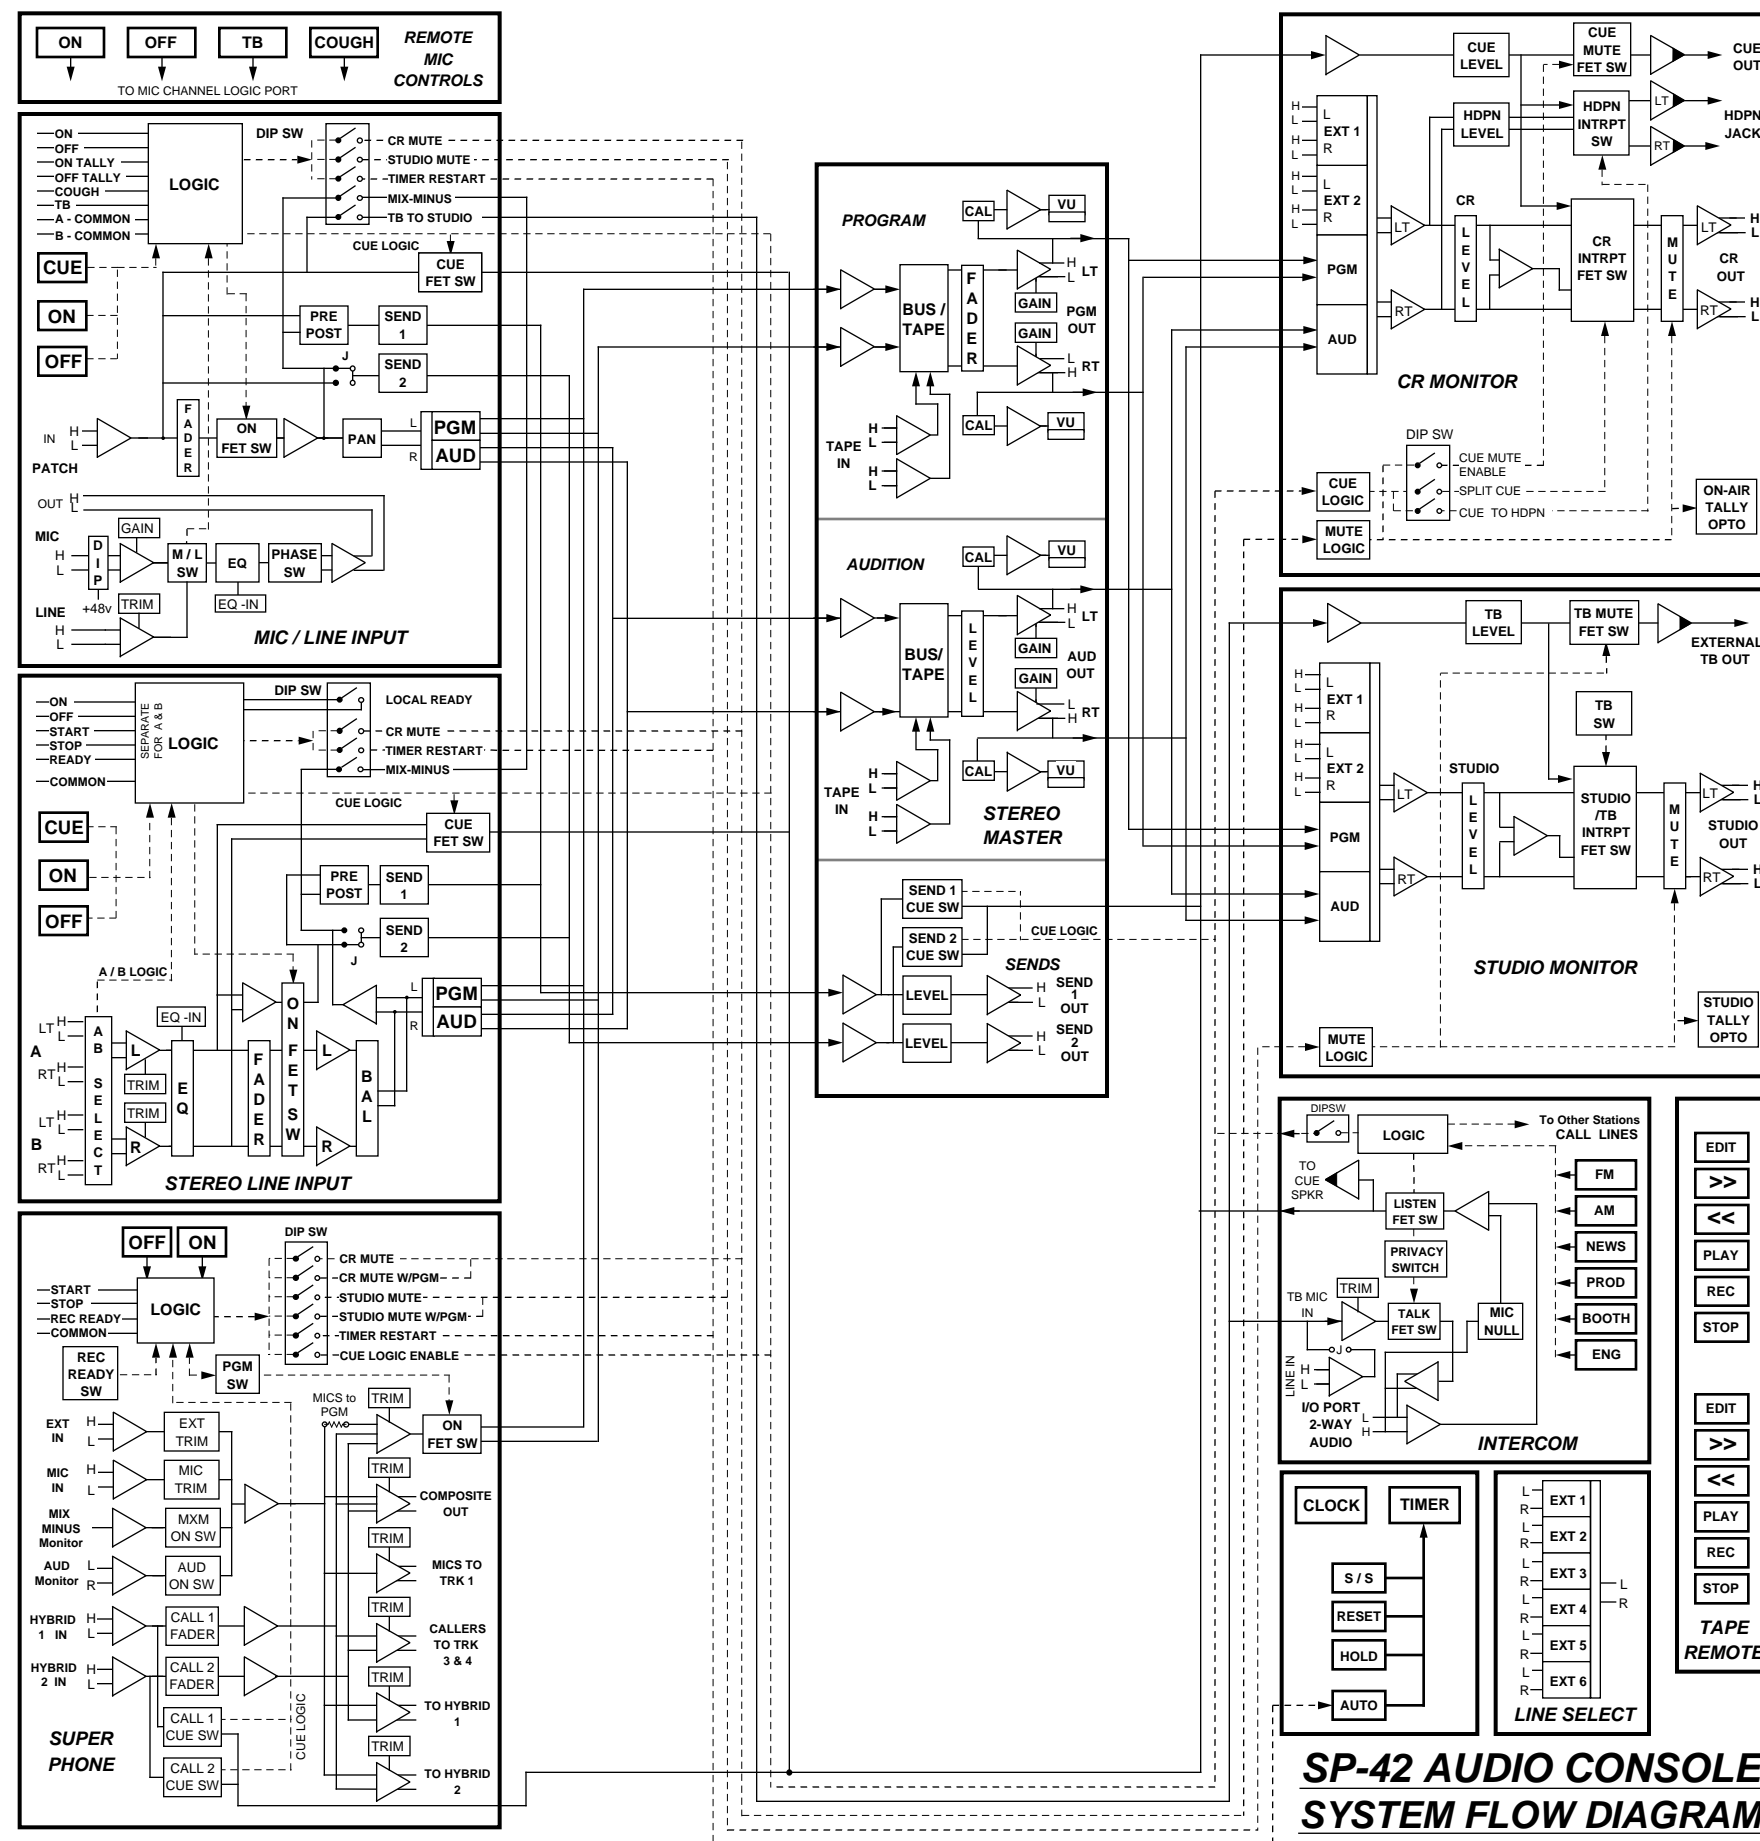 ON OFF TB COUGH
REMOTE
MIC
CONTROLS
TO MIC CHANNEL LOGIC PORT
ON
OFF
ON TALLY
OFF TALLY
COUGH
TB
A - COMMON
B - COMMON
LOGIC
DIP SW
CR MUTE
STUDIO MUTE
TIMER RESTART
MIX-MINUS
TB TO STUDIO
CUE LOGIC
CUE
FET SW
CUE
ON
OFF
PRE
POST
SEND
1
J
SEND
2
IN H
L
PATCH
FADER
ON
FET SW
PAN
L
R
PGM
AUD
OUT H
L
MIC
H
L
DIP
+48v
GAIN
M / L
SW
EQ
EQ -IN
PHASE
SW
LINE
H
L
TRIM
MIC / LINE INPUT
ON
OFF
START
STOP
READY
COMMON
SEPARATE
FOR A & B
LOGIC
DIP SW
LOCAL READY
CR MUTE
TIMER RESTART
MIX-MINUS
CUE LOGIC
CUE
FET SW
CUE
ON
OFF
PRE
POST
SEND
1
SEND
2
J
A / B LOGIC
A
LT H
L
RT H
L
B
LT H
L
RT H
L
AB SELECT
L
TRIM
TRIM
R
EQ -IN
EQ
FADER
ON FET SW
L
R
BAL
L
R
PGM
AUD
STEREO LINE INPUT
OFF ON
START
STOP
REC READY
COMMON
LOGIC
DIP SW
CR MUTE
CR MUTE W/PGM
STUDIO MUTE
STUDIO MUTE W/PGM
TIMER RESTART
CUE LOGIC ENABLE
REC
READY
SW
PGM
SW
MICS to
PGM
TRIM
ON
FET SW
EXT
IN
H
L
EXT
TRIM
MIC
IN
H
L
MIC
TRIM
MIX
MINUS
Monitor
MXM
ON SW
AUD
Monitor
L
R
AUD
ON SW
HYBRID
1 IN
H
L
CALL 1
FADER
HYBRID
2 IN
H
L
CALL 2
FADER
CALL 1
CUE SW
CALL 2
CUE SW
CUE LOGIC
TRIM
COMPOSITE
OUT
TRIM
MICS TO
TRK 1
TRIM
CALLERS
TO TRK
3 & 4
TRIM
TO HYBRID
1
TRIM
TO HYBRID
2
SUPER
PHONE
PROGRAM
CAL VU
BUS /
TAPE
FADER
H
L LT
GAIN
PGM
OUT
GAIN
L
H RT
CAL VU
TAPE
IN
H
L
H
L
AUDITION
CAL VU
BUS/
TAPE
LEVEL
H
L LT
GAIN
AUD
OUT
GAIN
L
H RT
CAL VU
TAPE
IN
H
L
H
L
STEREO
MASTER
SEND 1
CUE SW
SEND 2
CUE SW
CUE LOGIC
SENDS
LEVEL
H
L
SEND
1
OUT
LEVEL
H
L
SEND
2
OUT
CUE
LEVEL
CUE
MUTE
FET SW
CUE
OUT
H
L
H
L
L
EXT 1
R
HDPN
LEVEL
HDPN
INTRPT
SW
LT
RT
HDPN
JACK
H
L
H
L
L
EXT 2
R
PGM
AUD
LT
RT
CR
LEVEL
CR
INTRPT
FET SW
MUTE
LT
H
L
CR
OUT
RT
H
L
CR MONITOR
DIP SW
CUE MUTE
ENABLE
SPLIT CUE
CUE TO HDPN
CUE
LOGIC
MUTE
LOGIC
ON-AIR
TALLY
OPTO
TB
LEVEL
TB MUTE
FET SW
EXTERNAL
TB OUT
H
L
H
L
L
EXT 1
R
TB
SW
H
L
H
L
L
EXT 2
R
PGM
AUD
LT
RT
STUDIO
LEVEL
STUDIO
/TB
INTRPT
FET SW
MUTE
LT
H
L
STUDIO
OUT
RT
H
L
STUDIO MONITOR
MUTE
LOGIC
STUDIO
TALLY
OPTO
DIPSW
LOGIC
To Other Stations
CALL LINES
TO
CUE
SPKR
LISTEN
FET SW
PRIVACY
SWITCH
FM
AM
NEWS
PROD
BOOTH
ENG
TB MIC
IN
TRIM
TALK
FET SW
MIC
NULL
J
LINE IN
H
L
I/O PORT
2-WAY
AUDIO
L
H
INTERCOM
EDIT
>>
<<
PLAY
REC
STOP
EDIT
>>
<<
PLAY
REC
STOP
TAPE
REMOTE
CLOCK TIMER
S / S
RESET
HOLD
AUTO
L
R EXT 1
L
R EXT 2
L
R EXT 3
L
R EXT 4
L
R EXT 5
L
R EXT 6
L
R
LINE SELECT
SP-42 AUDIO CONSOLE
SYSTEM FLOW DIAGRAM